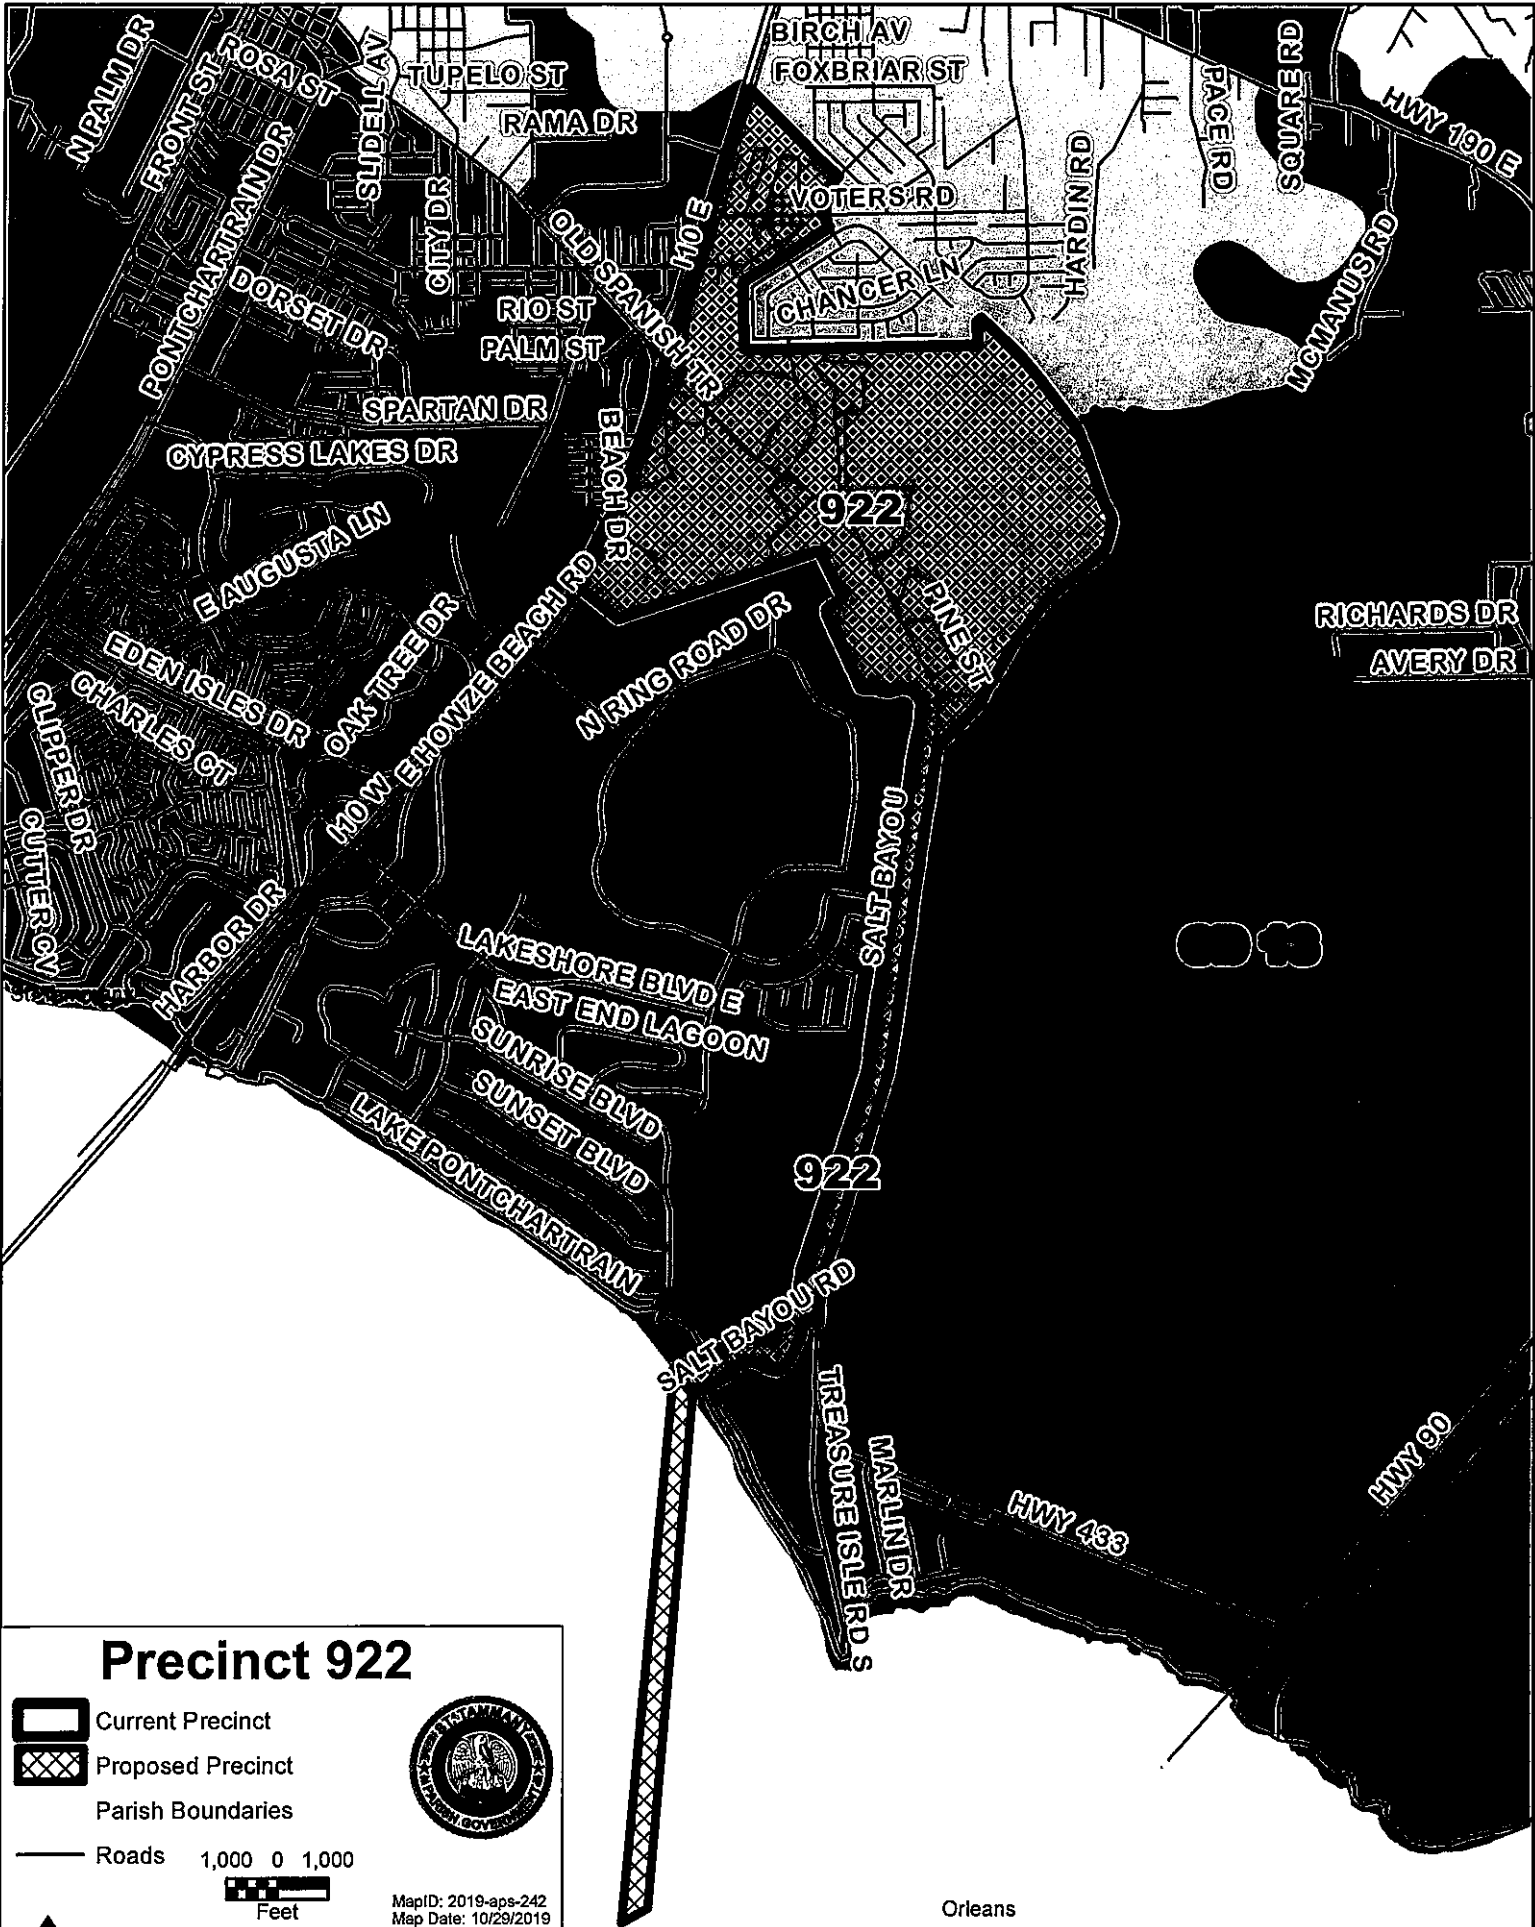 BIRCH AV
FOXBRIAR ST
TUPELO ST
RAMA DR
N PALM DR
FRONT ST
ROSA ST
SLIDELL AV
PACE RD
SQUARE RD
HWY 190 E
VOTERS RD
HARDIN RD
PONTCHARTRAIN DR
CITY DR
I10 E
OLD SPANISH TR
CHANCER LN
MCMANUS RD
DORSET DR
RIO ST
PALM ST
SPARTAN DR
CYPRESS LAKES DR
BEACH DR
922
E AUGUSTA LN
PINE ST
RICHARDS DR
AVERY DR
N RING ROAD DR
E HOWZE BEACH RD
OAK TREE DR
EDEN ISLES DR
CHARLES CT
CLIPPER DR
CUTTER CV
I10 W
SALT BAYOU
HARBOR DR
LAKESHORE BLVD E
EAST END LAGOON
SUNRISE BLVD
SUNSET BLVD
LAKE PONTCHARTRAIN
922
SALT BAYOU RD
TREASURE ISLE RD S
MARLIN DR
HWY 433
HWY 90
Precinct 922
Current Precinct
Proposed Precinct
Parish Boundaries
Roads
1,000 0 1,000
Feet
ST. TAMMANY
PARISH GOVERNMENT
MapID: 2019-aps-242
Map Date: 10/29/2019
Orleans